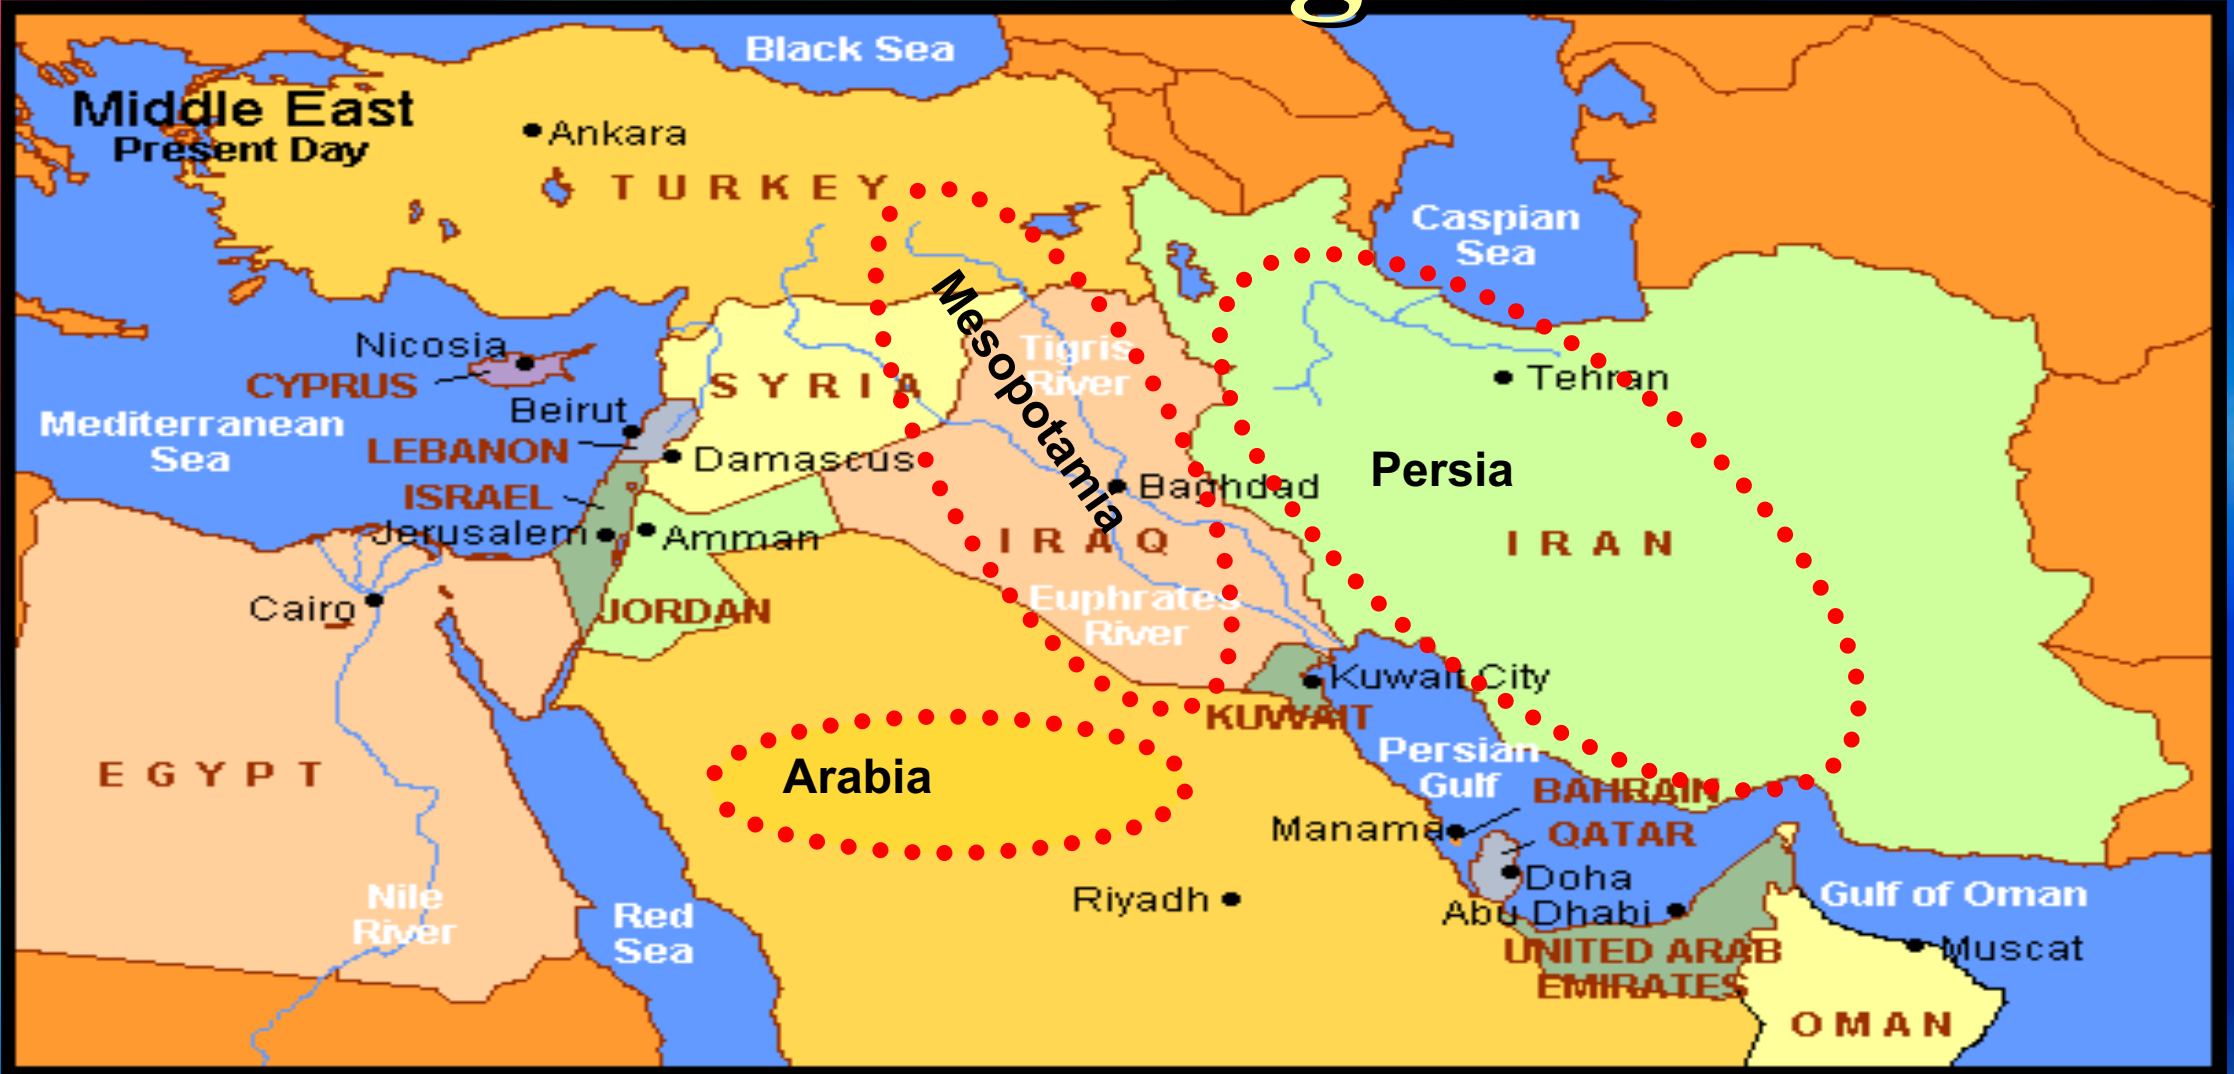 g
Black Sea
Middle East
Present Day
Ankara
TURKEY
Caspian
Sea
Mesopotamia
Nicosia
CYPRUS
Tigris
River
SYRIA
Tehran
Beirut
Mediterranean
Sea
LEBANON
Damascus
Persia
ISRAEL
Baghdad
Jerusalem
Amman
IRAQ
IRAN
Cairo
JORDAN
Euphrates
River
Kuwait City
KUWAIT
EGYPT
Arabia
Persian
Gulf
BAHRAIN
Manama
QATAR
Doha
Nile
River
Red
Sea
Riyadh
Abu Dhabi
Gulf of Oman
UNITED ARAB
EMIRATES
Muscat
OMAN